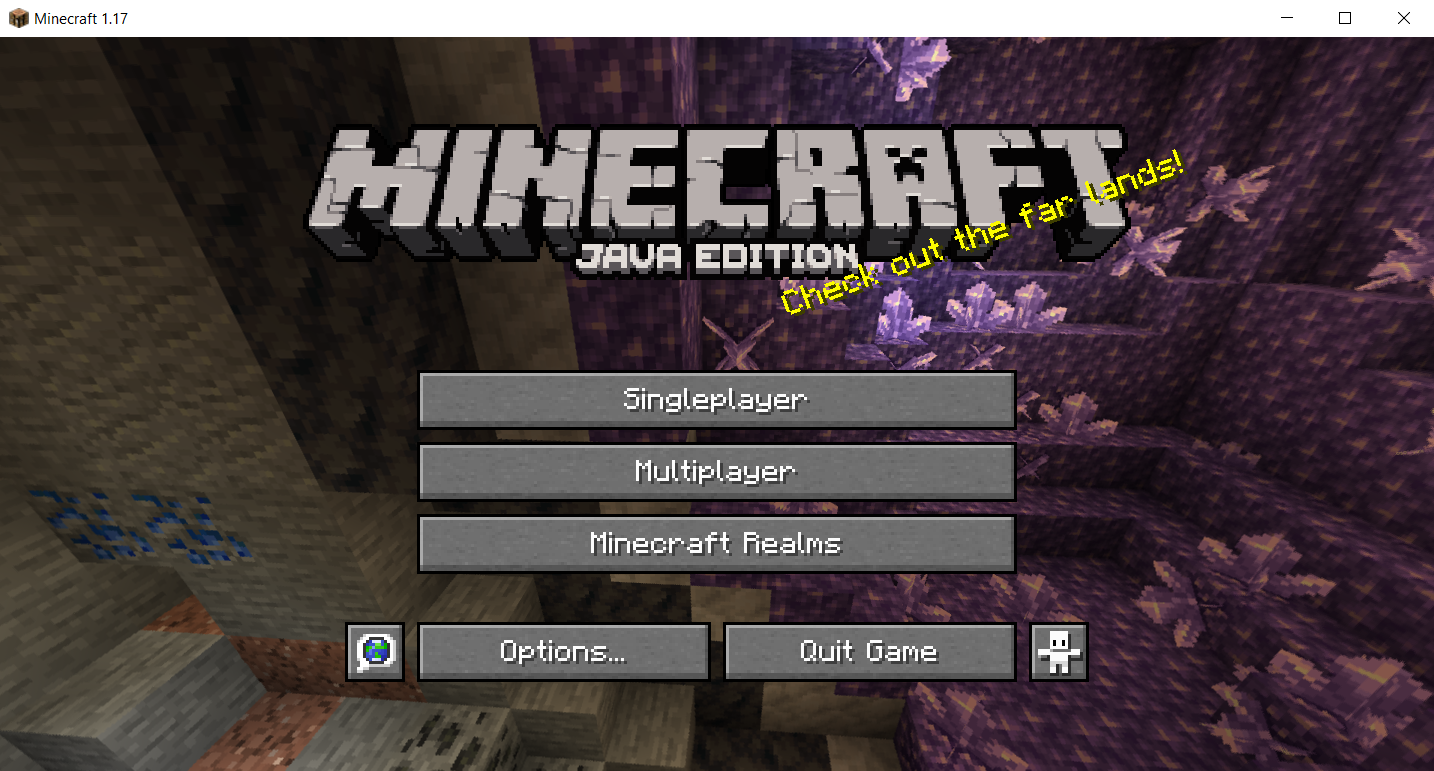 Minecraft 1.17
MINECRAFT
JAVA EDITION
Check out the far lands!
Singleplayer
Multiplayer
Minecraft Realms
Options...
Quit Game